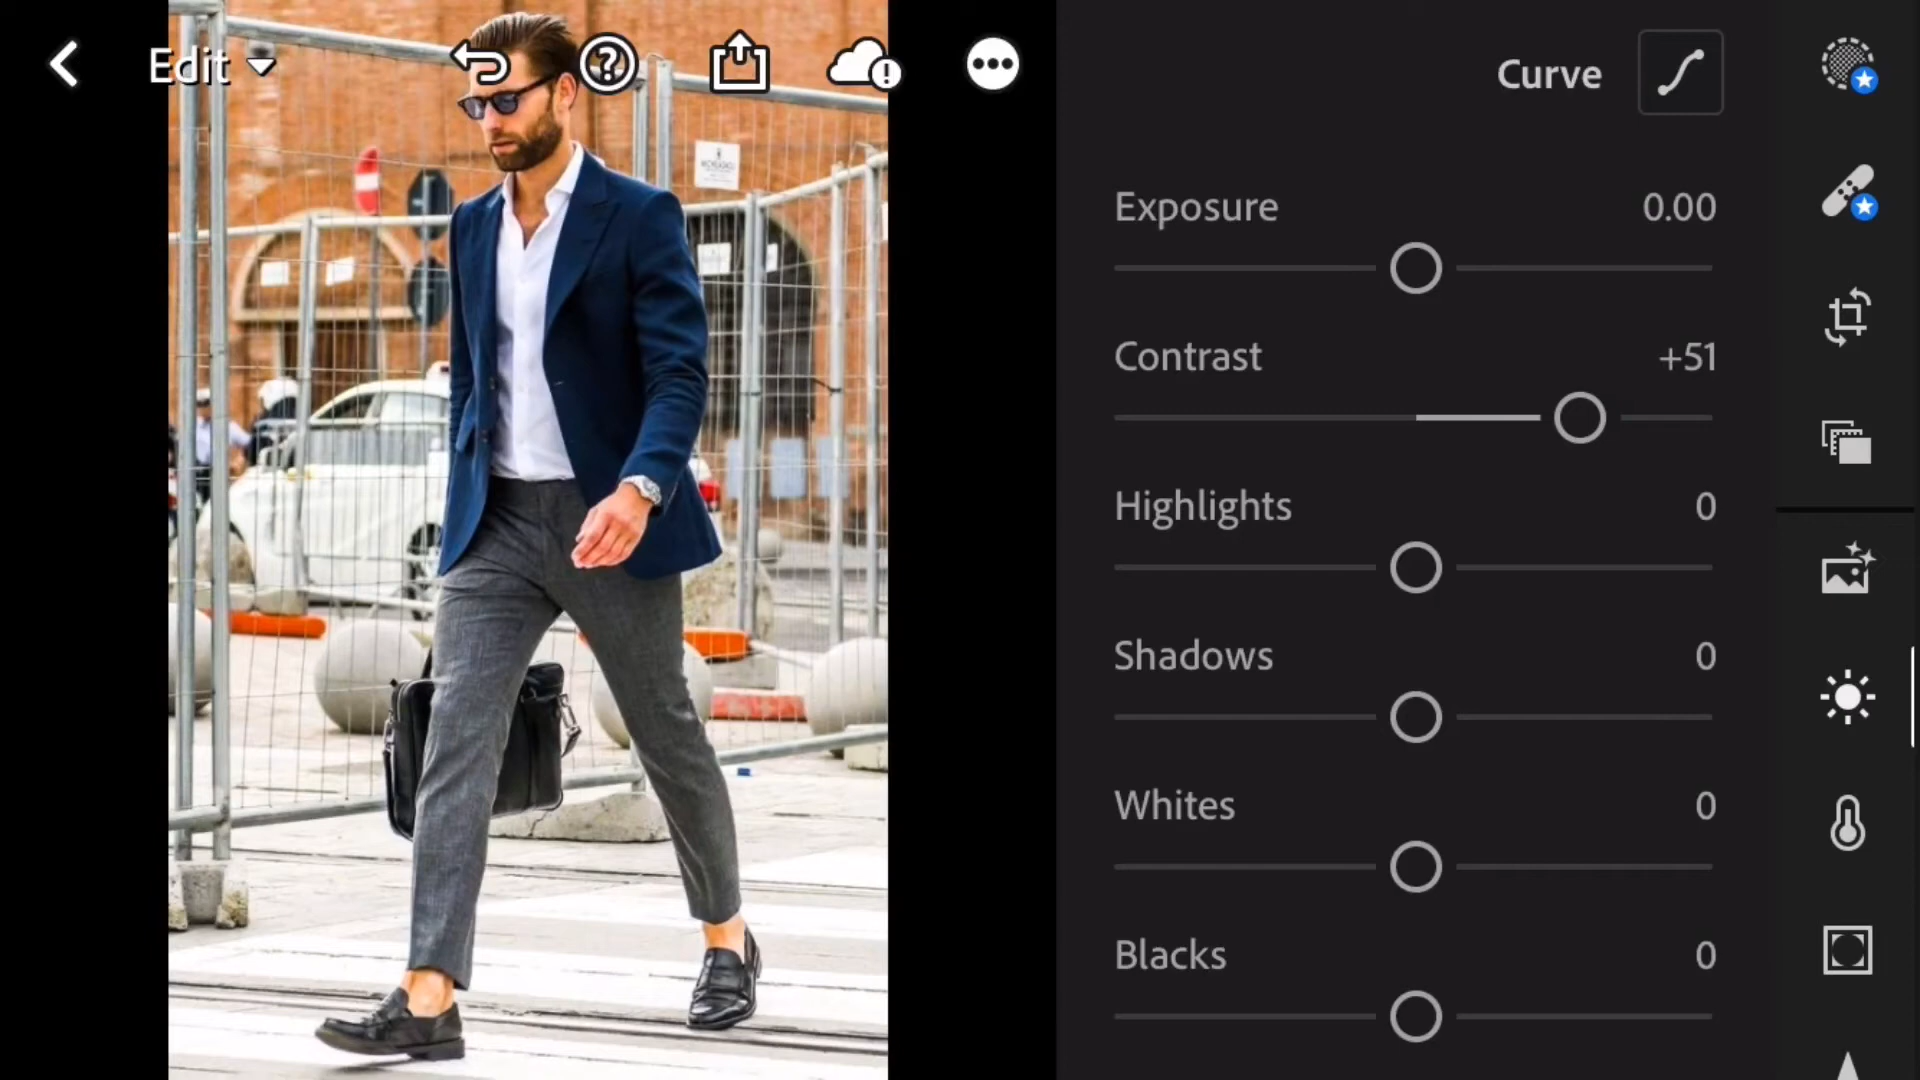 Edit
Curve
Exposure 0.00
Contrast +51
Highlights 0
Shadows 0
Whites 0
Blacks 0